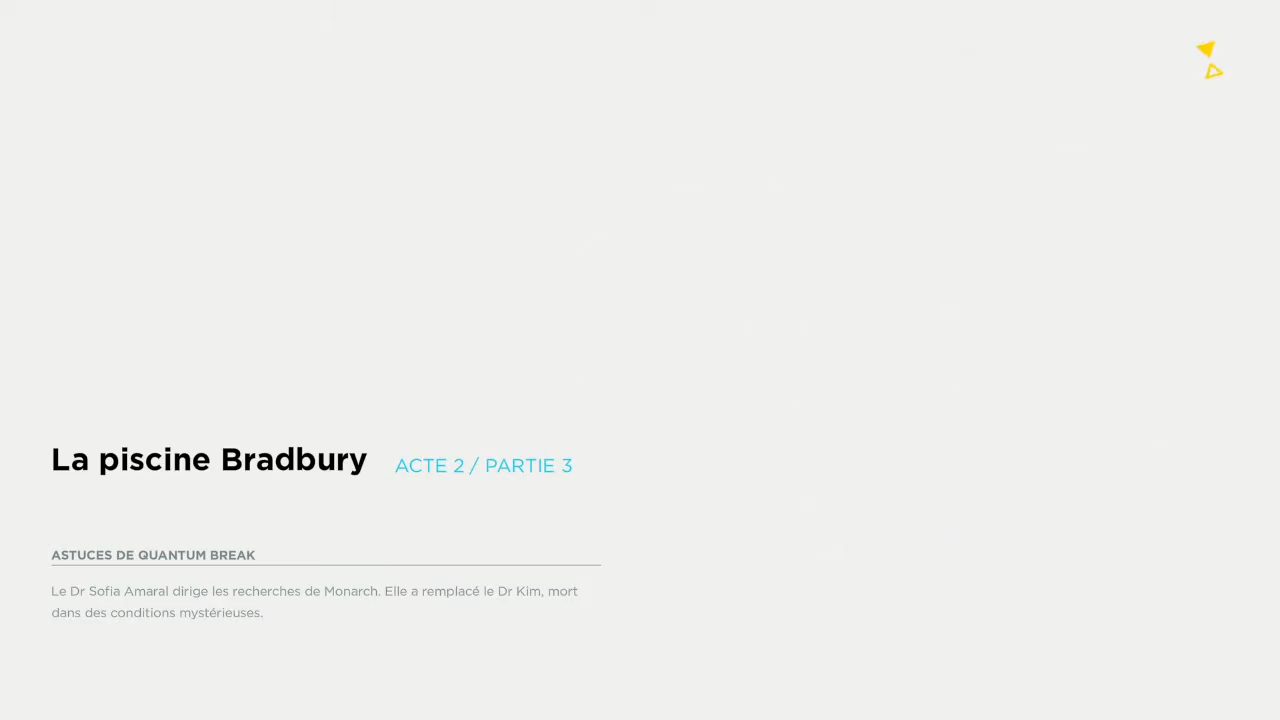 La piscine Bradbury ACTE 2 / PARTIE 3
ASTUCES DE QUANTUM BREAK
Le Dr Sofia Amaral dirige les recherches de Monarch. Elle a remplacé le Dr Kim, mort
dans des conditions mystérieuses.